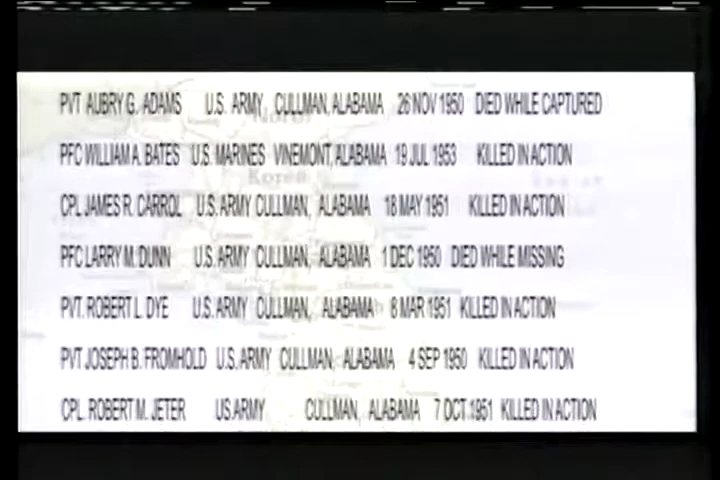 PVT AUBRY G. ADAMS U.S. ARMY, CULLMAN, ALABAMA 26 NOV 1950 DIED WHILE CAPTURED
PFC WILLIAM A. BATES U.S. MARINES VINEMONT, ALABAMA 19 JUL 1953 KILLED IN ACTION
CPL JAMES R. CARROL U.S. ARMY CULLMAN, ALABAMA 18 MAY 1951 KILLED IN ACTION
PFC LARRY M. DUNN U.S. ARMY CULLMAN, ALABAMA 1 DEC 1950 DIED WHILE MISSING
PVT. ROBERT L. DYE U.S. ARMY CULLMAN, ALABAMA 8 MAR 1951 KILLED IN ACTION
PVT JOSEPH B. FROMHOLD U.S. ARMY CULLMAN, ALABAMA 4 SEP 1950 KILLED IN ACTION
CPL. ROBERT M. JETER US ARMY CULLMAN, ALABAMA 7 OCT 1951 KILLED IN ACTION
North
Korea